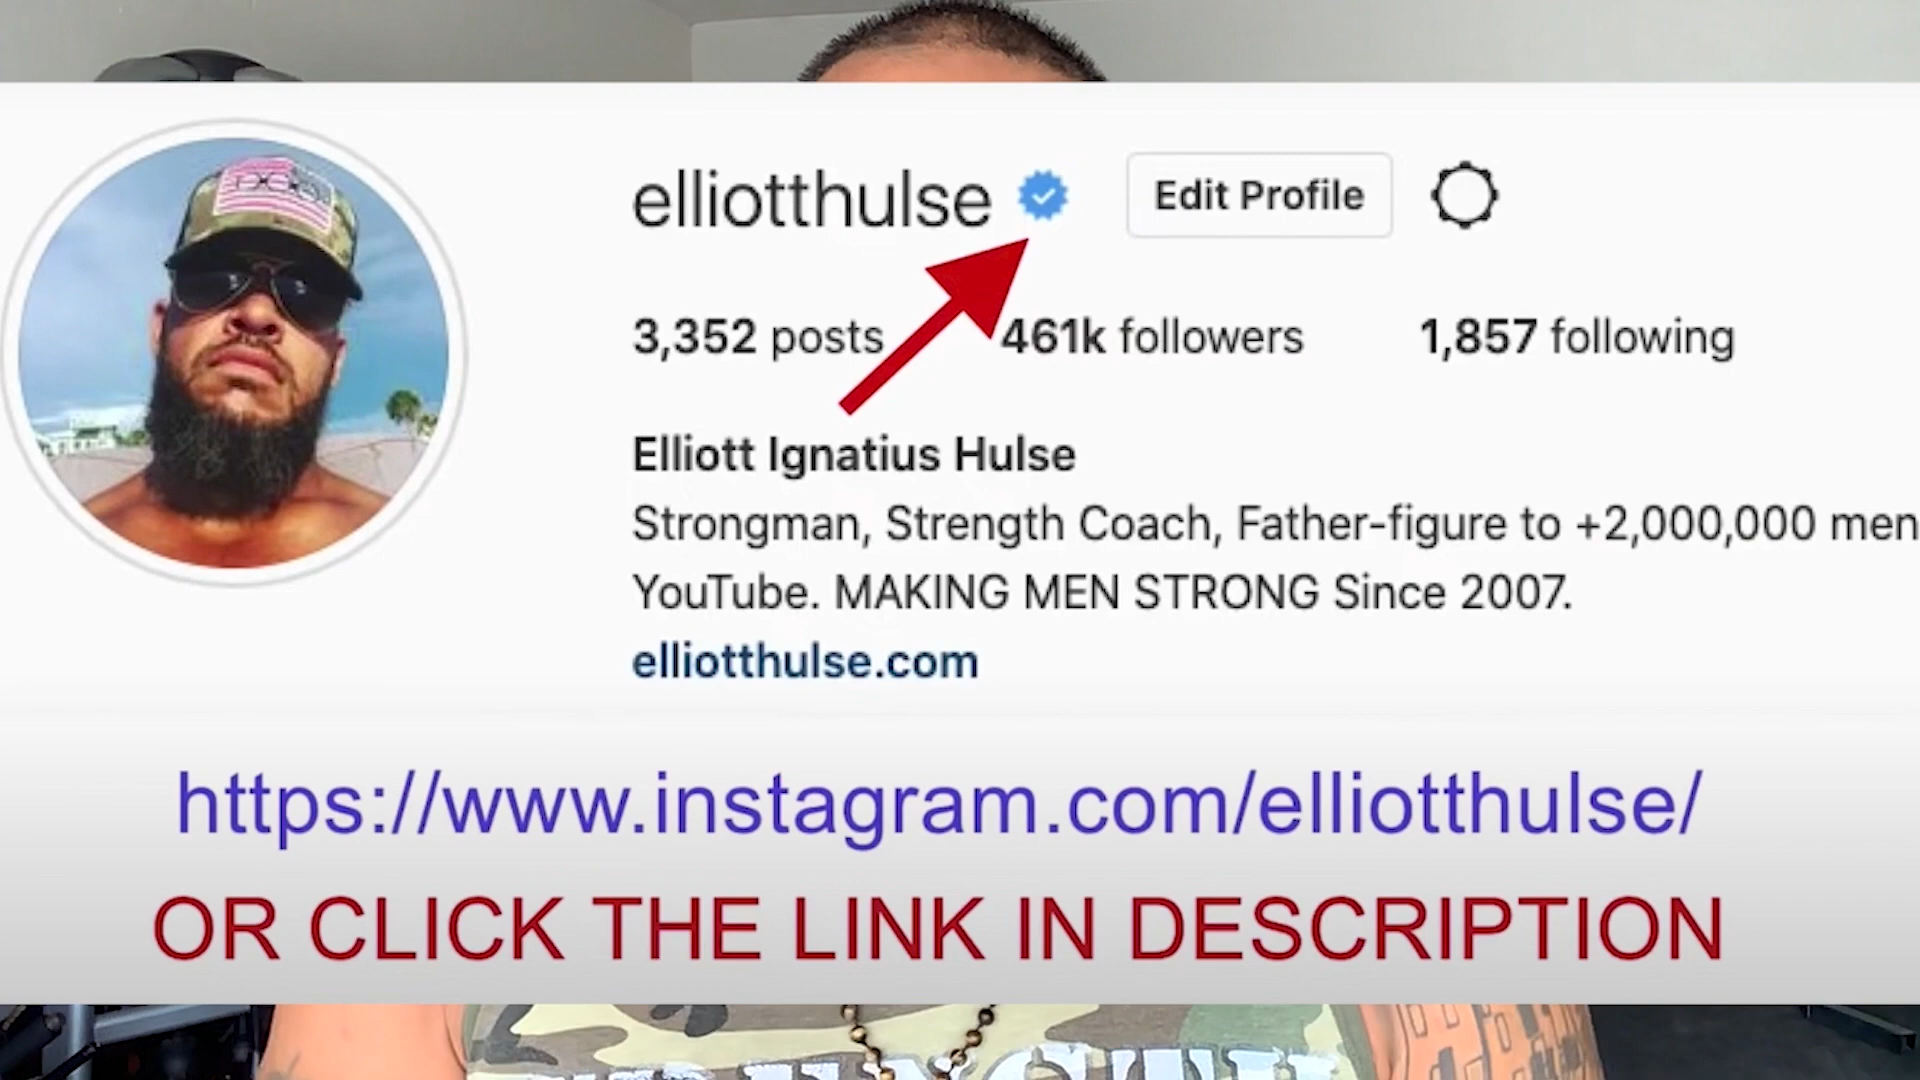 elliotthulse Edit Profile
3,352 posts 461k followers 1,857 following
Elliott Ignatius Hulse
Strongman, Strength Coach, Father-figure to +2,000,000 men
YouTube. MAKING MEN STRONG Since 2007.
elliotthulse.com
https://www.instagram.com/elliotthulse/
OR CLICK THE LINK IN DESCRIPTION